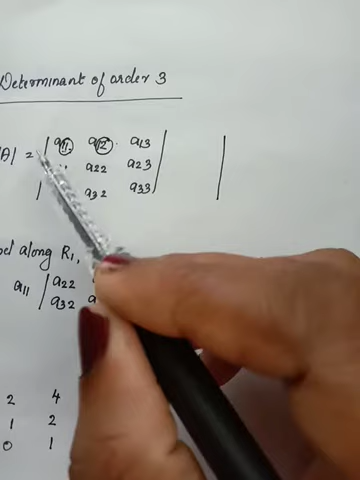 Determinant of order 3
|A| = | a11 a12 a13 |
a22 a23
a32 a33
along R1,
a11 | a22
a32
2 4
1 2
0 1